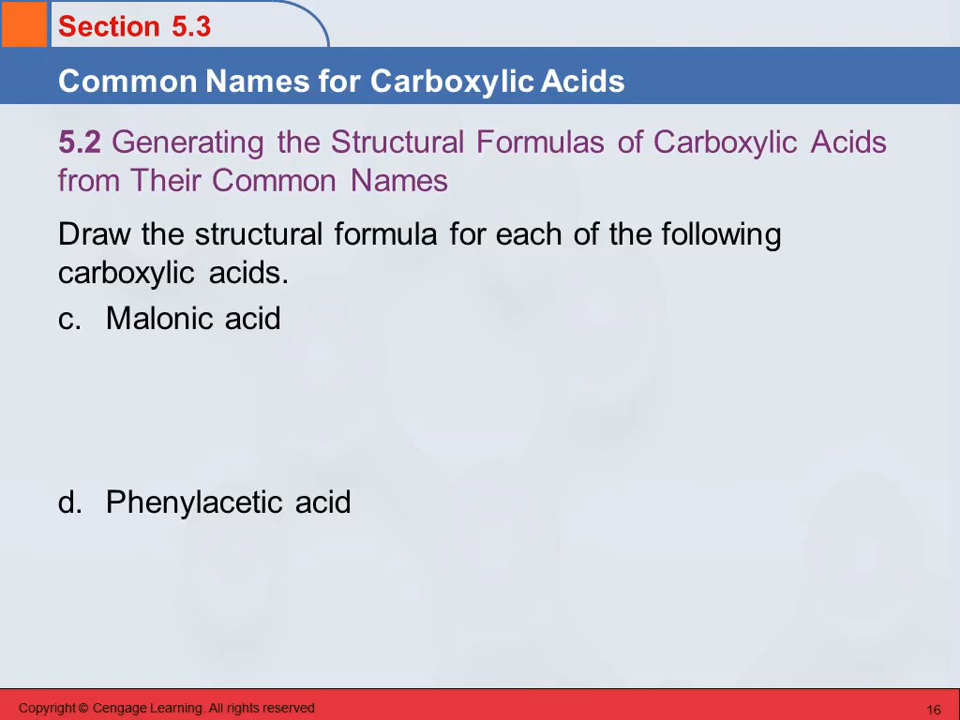 Section 5.3
Common Names for Carboxylic Acids
5.2 Generating the Structural Formulas of Carboxylic Acids
from Their Common Names
Draw the structural formula for each of the following
carboxylic acids.
c. Malonic acid
d. Phenylacetic acid
Copyright © Cengage Learning. All rights reserved
16